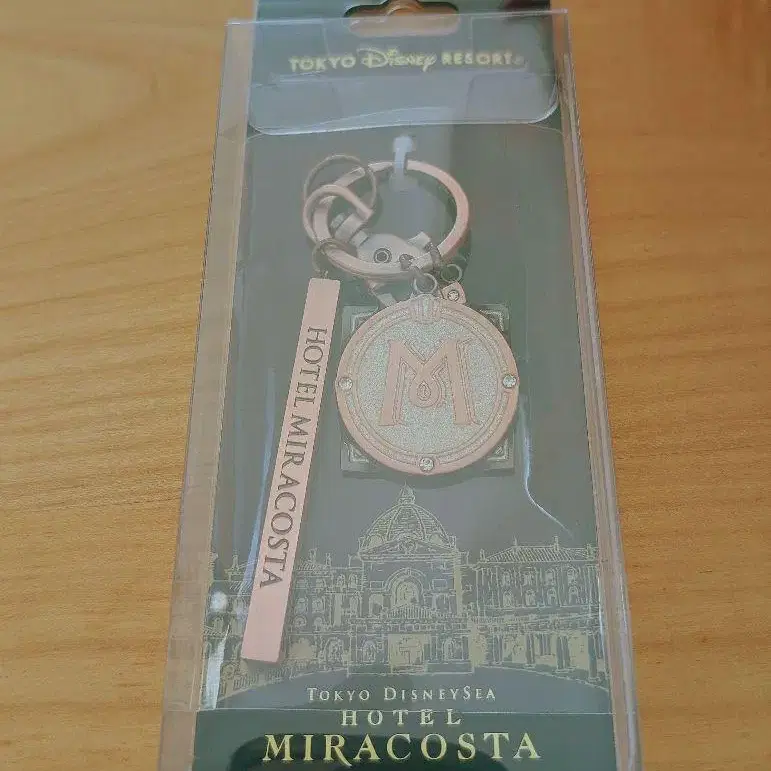 TOKYO Disney RESORT®
HOTEL MIRACOSTA
M
TOKYO DISNEYSEA
HOTEL
MIRACOSTA